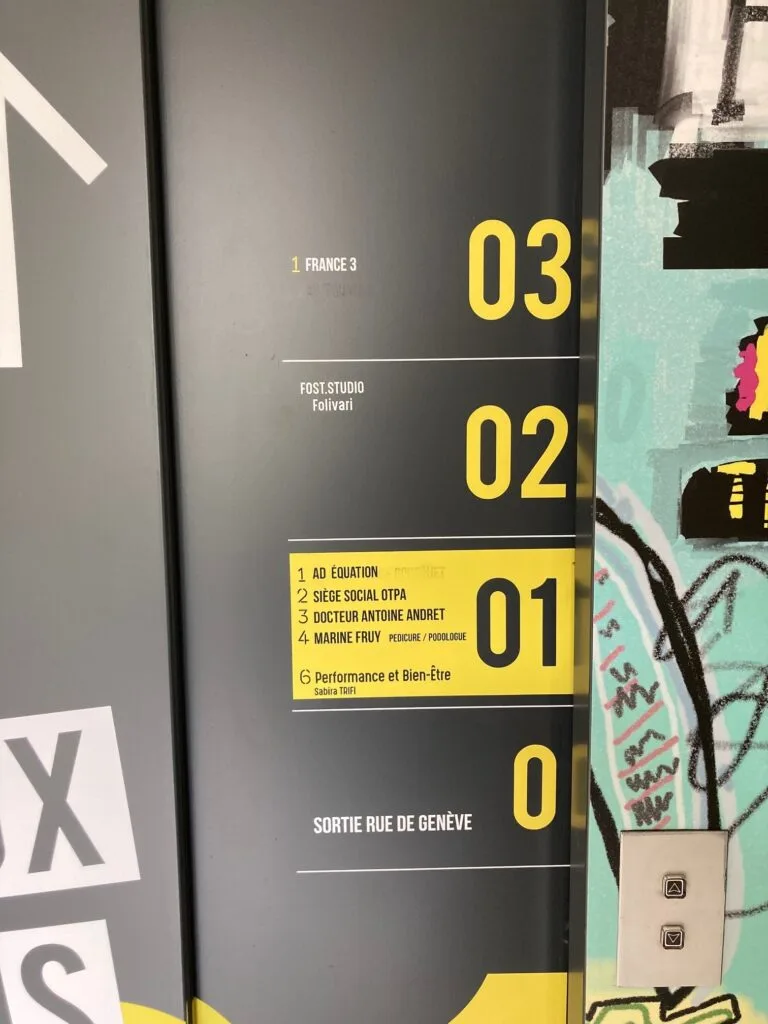 03
1 FRANCE 3
FOST.STUDIO
Folivari
02
1 AD ÉQUATION
2 SIÈGE SOCIAL OTPA
3 DOCTEUR ANTOINE ANDRET
4 MARINE FRUY PEDICURE / PODOLOGUE
01
6 Performance et Bien-Être
Sabira TRIFI
0
SORTIE RUE DE GENÈVE
X
S